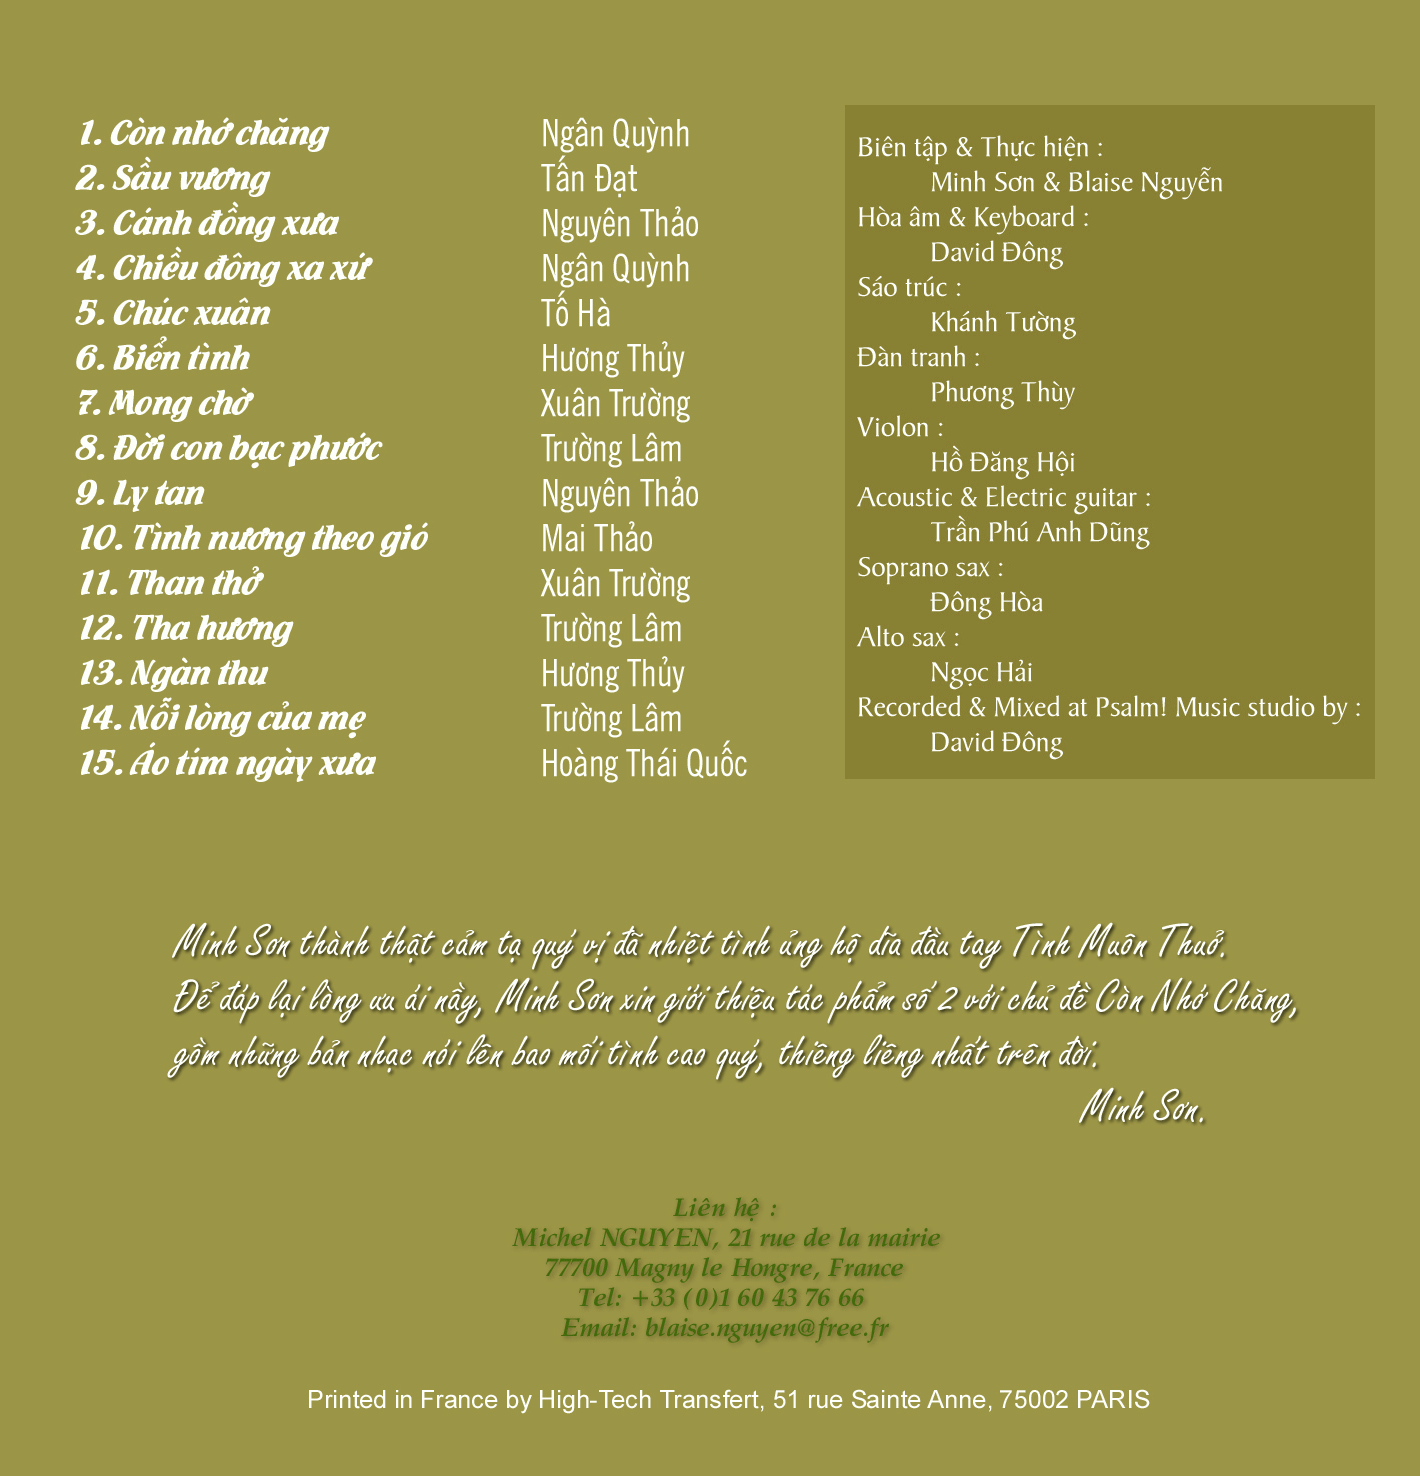 1. Còn nhớ chăng Ngân Quỳnh
2. Sầu vương Tấn Đạt
3. Cánh đồng xưa Nguyên Thảo
4. Chiều đông xa xứ Ngân Quỳnh
5. Chúc xuân Tố Hà
6. Biển tình Hương Thủy
7. Mong chờ Xuân Trường
8. Đời con bạc phước Trường Lâm
9. Ly tan Nguyên Thảo
10. Tình nương theo gió Mai Thảo
11. Than thở Xuân Trường
12. Tha hương Trường Lâm
13. Ngàn thu Hương Thủy
14. Nỗi lòng của mẹ Trường Lâm
15. Áo tím ngày xưa Hoàng Thái Quốc
Biên tập & Thực hiện :
Minh Sơn & Blaise Nguyễn
Hòa âm & Keyboard :
David Đông
Sáo trúc :
Khánh Tường
Đàn tranh :
Phương Thùy
Violon :
Hồ Đăng Hội
Acoustic & Electric guitar :
Trần Phú Anh Dũng
Soprano sax :
Đông Hòa
Alto sax :
Ngọc Hải
Recorded & Mixed at Psalm! Music studio by :
David Đông
Minh Sơn thành thật cảm tạ quý vị đã nhiệt tình ủng hộ dĩa đầu tay Tình Muôn Thuở.
Để đáp lại lòng ưu ái nầy, Minh Sơn xin giới thiệu tác phẩm số 2 với chủ đề Còn Nhớ Chăng,
gồm những bản nhạc nói lên bao mối tình cao quý, thiêng liêng nhất trên đời.
Minh Sơn.
Liên hệ :
Michel NGUYEN, 21 rue de la mairie
77700 Magny le Hongre, France
Tel: +33 (0)1 60 43 76 66
Email: blaise.nguyen@free.fr
Printed in France by High-Tech Transfert, 51 rue Sainte Anne, 75002 PARIS